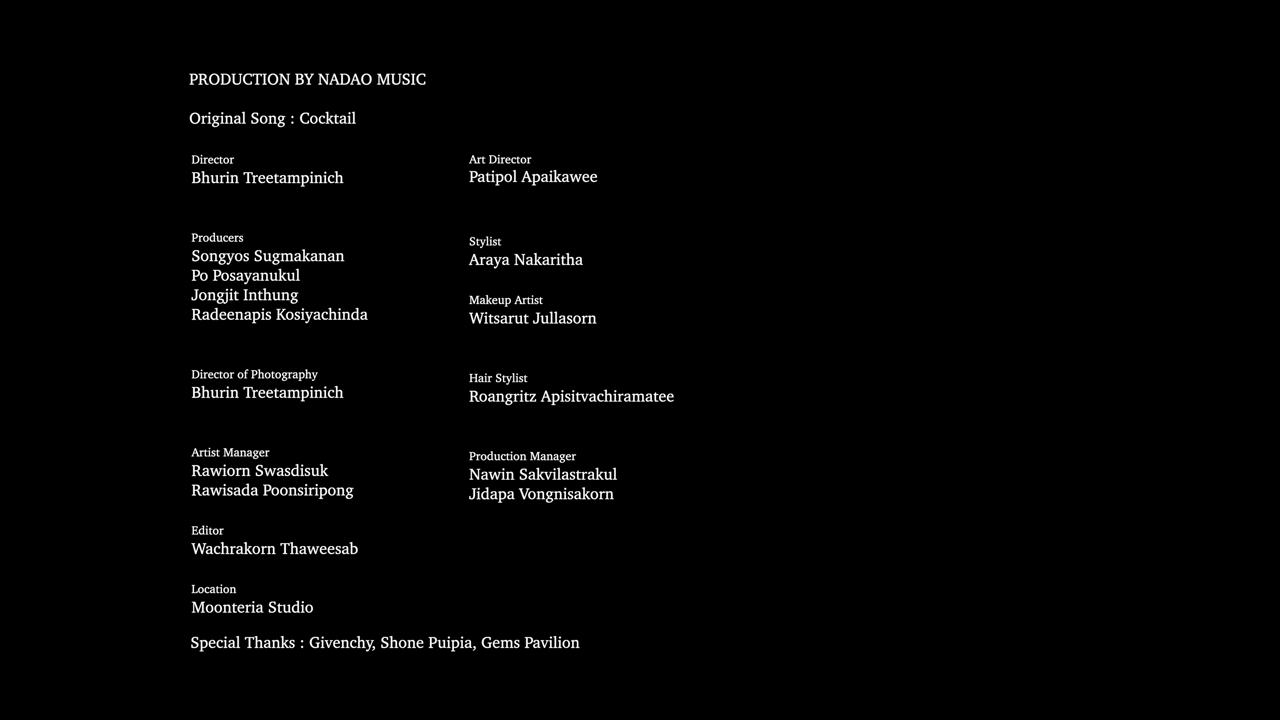 PRODUCTION BY NADAO MUSIC
Original Song : Cocktail
Director
Bhurin Treetampinich
Producers
Songyos Sugmakanan
Po Posayanukul
Jongjit Inthung
Radeenapis Kosiyachinda
Director of Photography
Bhurin Treetampinich
Artist Manager
Rawiorn Swasdisuk
Rawisada Poonsiripong
Editor
Wachrakorn Thaweesab
Location
Moonteria Studio
Art Director
Patipol Apaikawee
Stylist
Araya Nakaritha
Makeup Artist
Witsarut Jullasorn
Hair Stylist
Roangritz Apisitvachiramatee
Production Manager
Nawin Sakvilastrakul
Jidapa Vongnisakorn
Special Thanks : Givenchy, Shone Puipia, Gems Pavilion